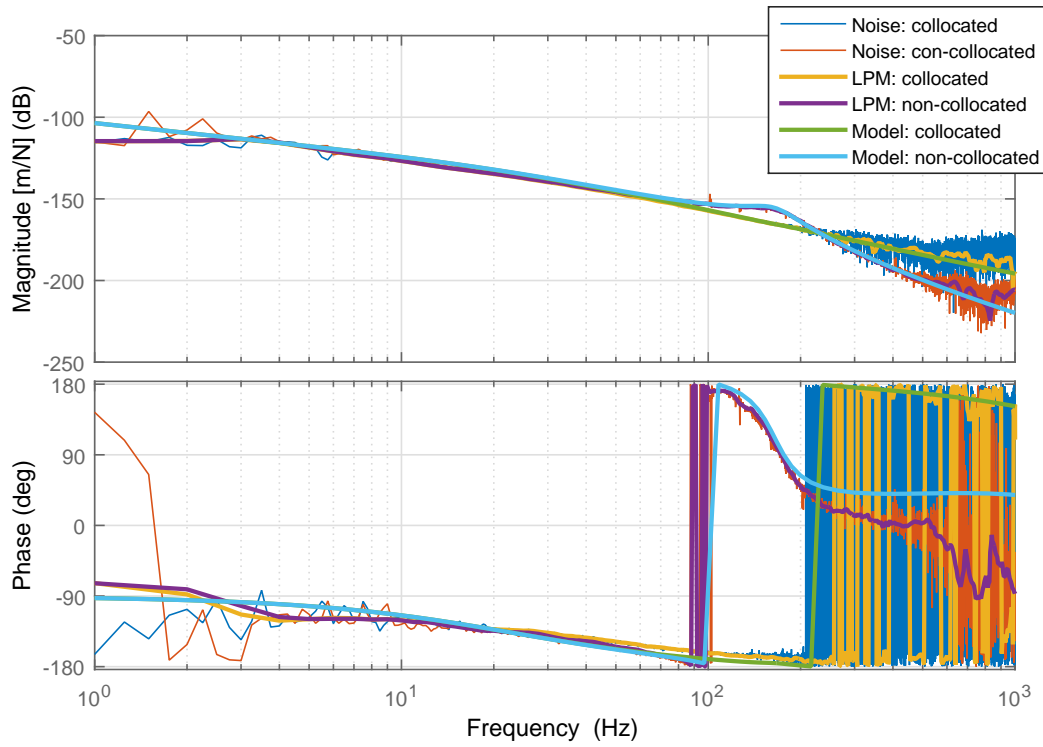 Noise: collocated
Noise: con-collocated
LPM: collocated
LPM: non-collocated
Model: collocated
Model: non-collocated
-50
-100
-150
-200
-250
Magnitude [m/N] (dB)
180
90
0
-90
-180
Phase (deg)
10^0
10^1
10^2
10^3
Frequency (Hz)